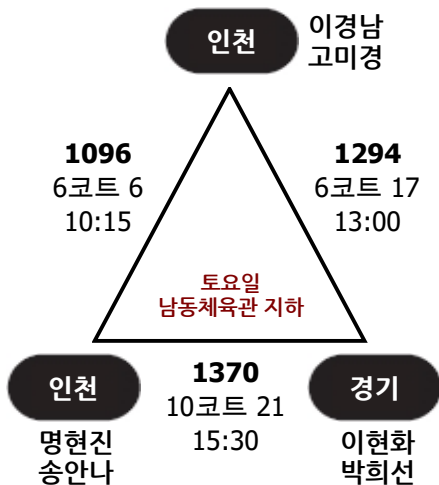 인천
이경남
고미경
1096
6코트 6
10:15
1294
6코트 17
13:00
토요일
남동체육관 지하
인천
명현진
송안나
1370
10코트 21
15:30
경기
이현화
박희선